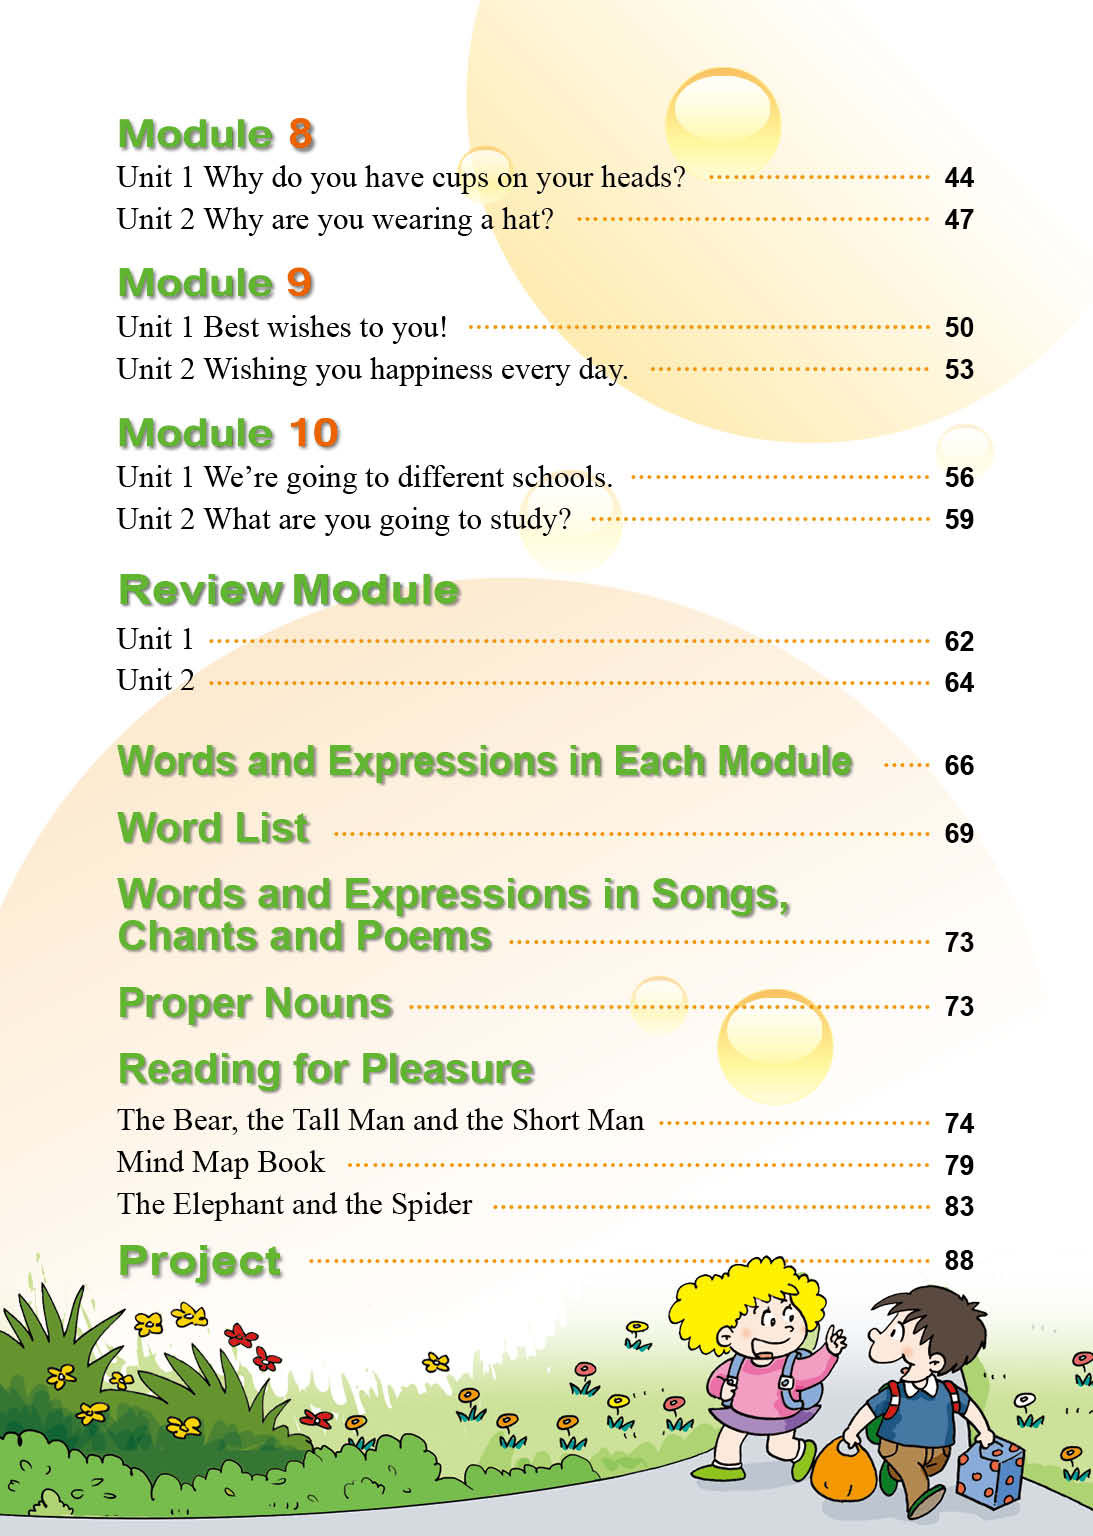 Module 8
Unit 1 Why do you have cups on your heads? 44
Unit 2 Why are you wearing a hat? 47
Module 9
Unit 1 Best wishes to you! 50
Unit 2 Wishing you happiness every day. 53
Module 10
Unit 1 We're going to different schools. 56
Unit 2 What are you going to study? 59
Review Module
Unit 1 62
Unit 2 64
Words and Expressions in Each Module 66
Word List 69
Words and Expressions in Songs,
Chants and Poems 73
Proper Nouns 73
Reading for Pleasure
The Bear, the Tall Man and the Short Man 74
Mind Map Book 79
The Elephant and the Spider 83
Project 88